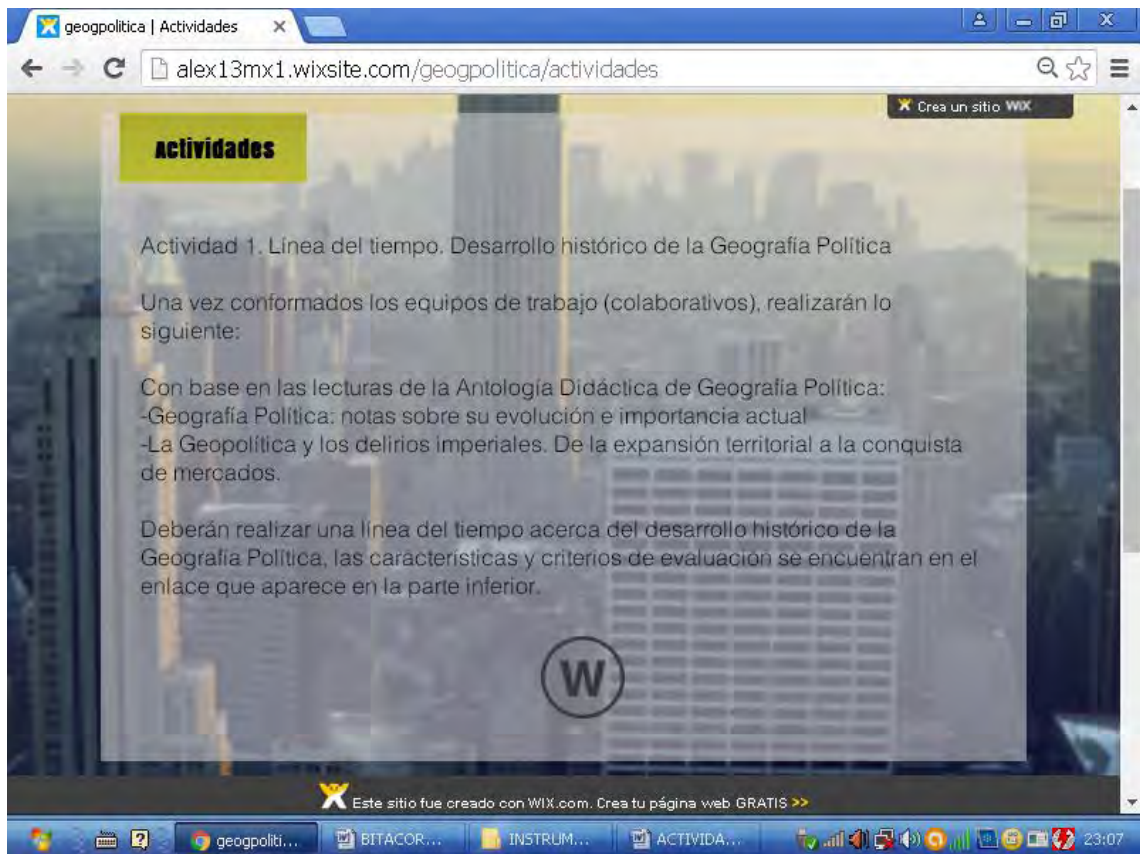 geogpolitica | Actividades
alex13mx1.wixsite.com/geogpolitica/actividades
Crea un sitio WIX
Actividades
Actividad 1. Línea del tiempo. Desarrollo histórico de la Geografía Política
Una vez conformados los equipos de trabajo (colaborativos), realizarán lo
siguiente:
Con base en las lecturas de la Antología Didáctica de Geografía Política:
-Geografía Política: notas sobre su evolución e importancia actual
-La Geopolítica y los delirios imperiales. De la expansión territorial a la conquista
de mercados.
Deberán realizar una línea del tiempo acerca del desarrollo histórico de la
Geografía Política, las características y criterios de evaluación se encuentran en el
enlace que aparece en la parte inferior.
W
Este sitio fue creado con WIX.com. Crea tu página web GRATIS >>
geogpoliti... BITACOR... INSTRUM... ACTIVIDA... 23:07